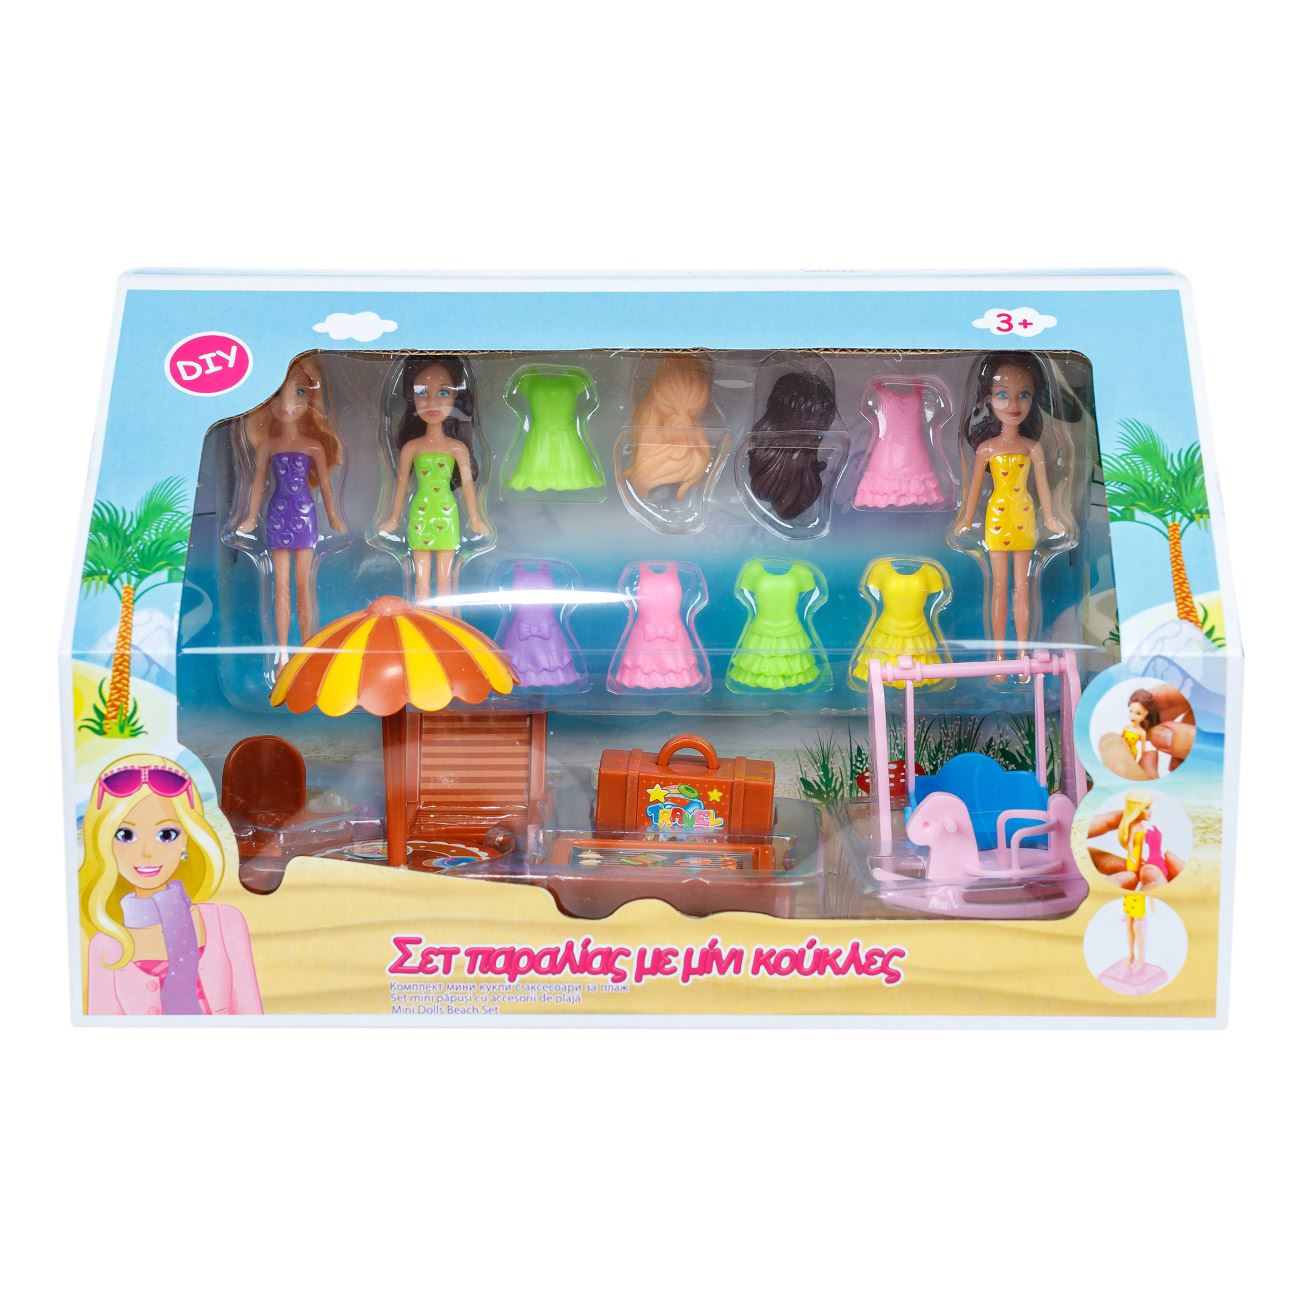 DIY
3+
TRAVEL
Σετ παραλίας με μίνι κούκλες
Комплект мини кукли с аксесоари за плаж
Set mini păpuși cu accesorii de plajă
Mini Dolls Beach Set